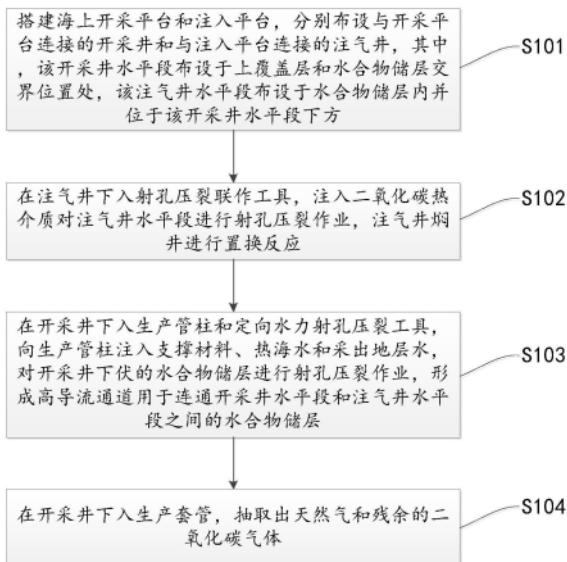 搭建海上开采平台和注入平台，分别布设与开采平
台连接的开采井和与注入平台连接的注气井，其中
，该开采井水平段布设于上覆盖层和水合物储层交
界位置处，该注气井水平段布设于水合物储层内并
位于该开采井水平段下方
S101
在注气井下入射孔压裂联作工具，注入二氧化碳热
介质对注气井水平段进行射孔压裂作业，注气井焖
井进行置换反应
S102
在开采井下入生产管柱和定向水力射孔压裂工具，
向生产管柱注入支撑材料、热海水和采出地层水，
对开采井下伏的水合物储层进行射孔压裂作业，形
成高导流通道用于连通开采井水平段和注气井水平
段之间的水合物储层
S103
在开采井下入生产套管，抽取出天然气和残余的二
氧化碳气体
S104